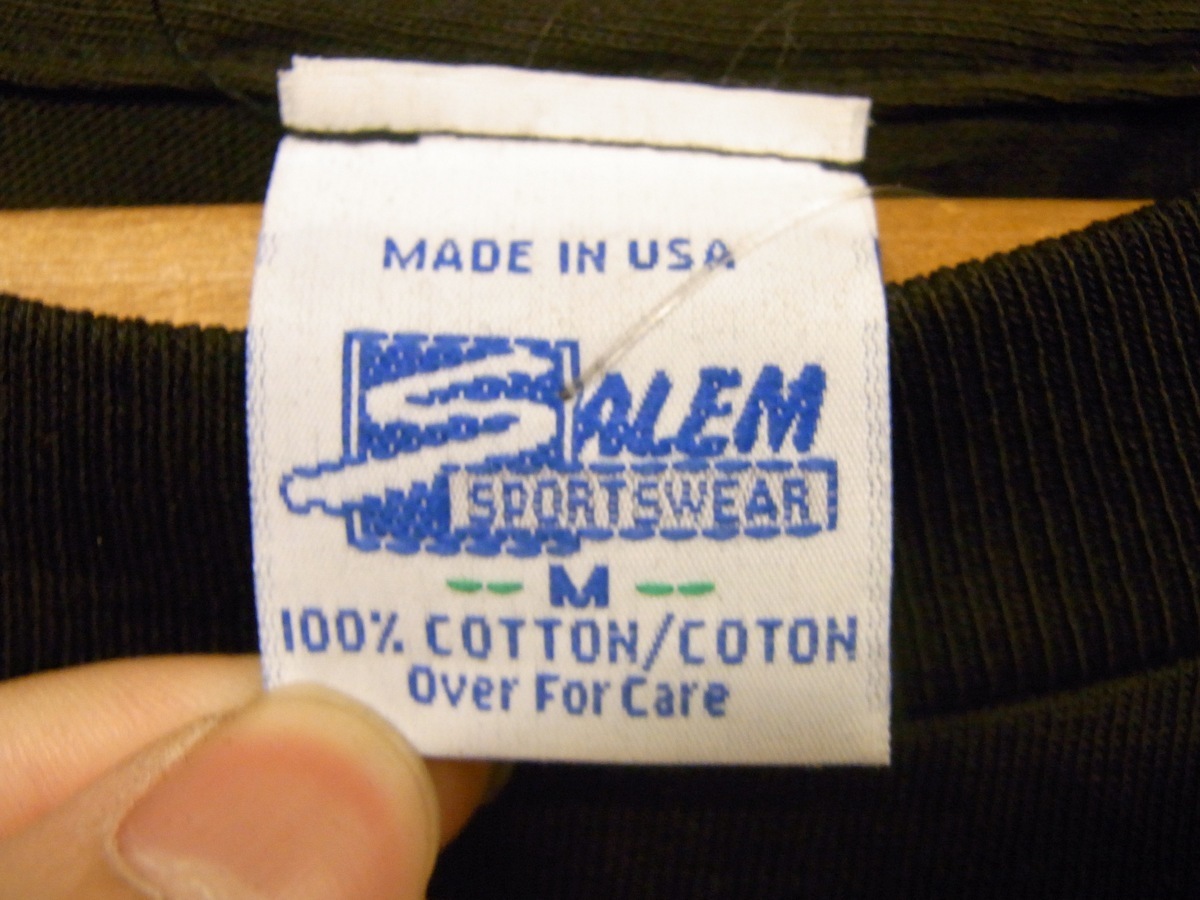 MADE IN USA
SALEM
SPORTSWEAR
-- M --
100% COTTON/COTON
Over For Care